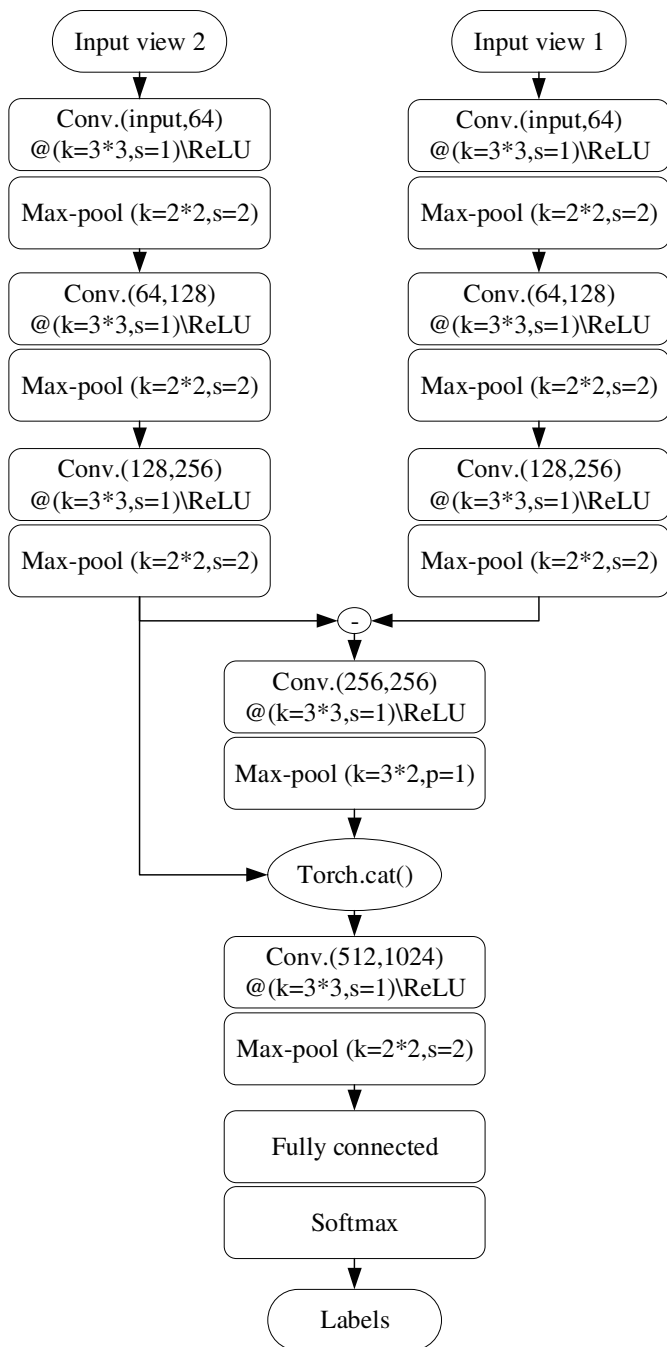 Input view 2
Conv.(input,64)
@(k=3*3,s=1)\ReLU
Max-pool (k=2*2,s=2)
Conv.(64,128)
@(k=3*3,s=1)\ReLU
Max-pool (k=2*2,s=2)
Conv.(128,256)
@(k=3*3,s=1)\ReLU
Max-pool (k=2*2,s=2)
Input view 1
Conv.(input,64)
@(k=3*3,s=1)\ReLU
Max-pool (k=2*2,s=2)
Conv.(64,128)
@(k=3*3,s=1)\ReLU
Max-pool (k=2*2,s=2)
Conv.(128,256)
@(k=3*3,s=1)\ReLU
Max-pool (k=2*2,s=2)
-
Conv.(256,256)
@(k=3*3,s=1)\ReLU
Max-pool (k=3*2,p=1)
Torch.cat()
Conv.(512,1024)
@(k=3*3,s=1)\ReLU
Max-pool (k=2*2,s=2)
Fully connected
Softmax
Labels